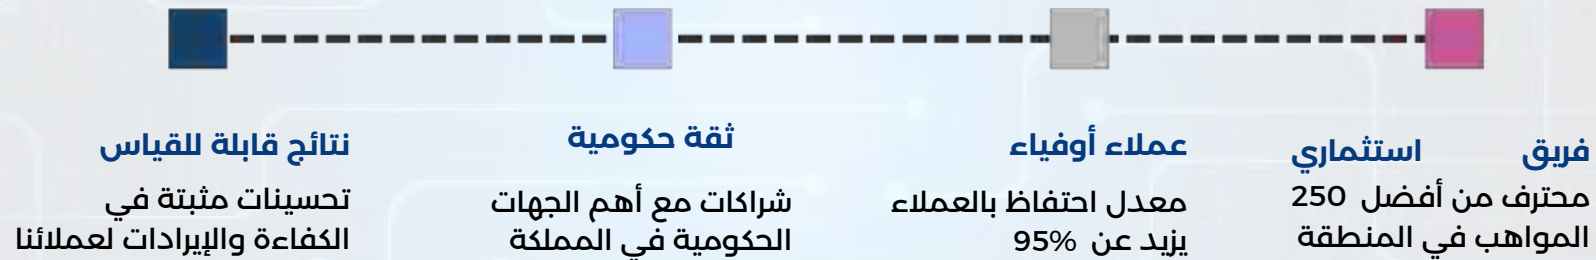 فريق استثماري
250 محترف من أفضل
المواهب في المنطقة
عملاء أوفياء
معدل احتفاظ بالعملاء
يزيد عن 95%
ثقة حكومية
شراكات مع أهم الجهات
الحكومية في المملكة
نتائج قابلة للقياس
تحسينات مثبتة في
الكفاءة والإيرادات لعملائنا